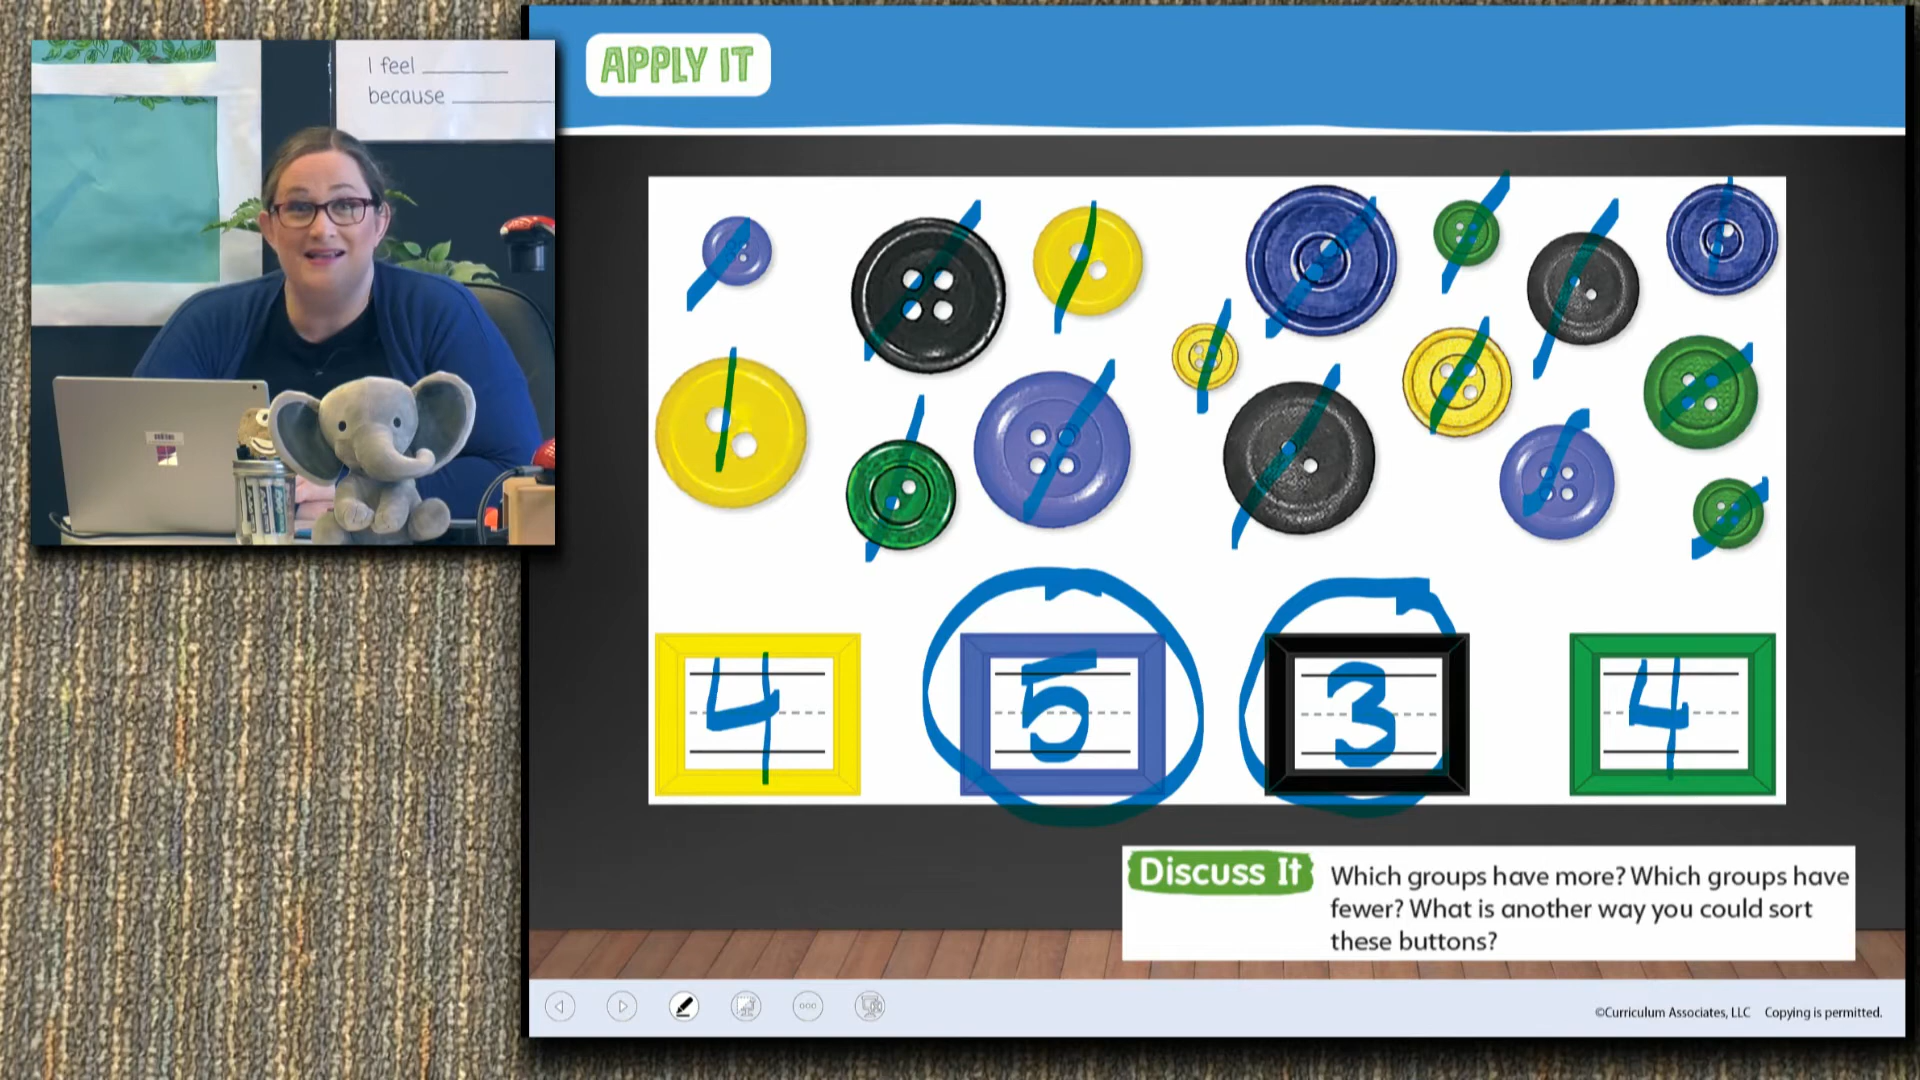 I feel
because
APPLY IT
4
5
3
4
Discuss It
Which groups have more? Which groups have
fewer? What is another way you could sort
these buttons?
©Curriculum Associates, LLC Copying is permitted.